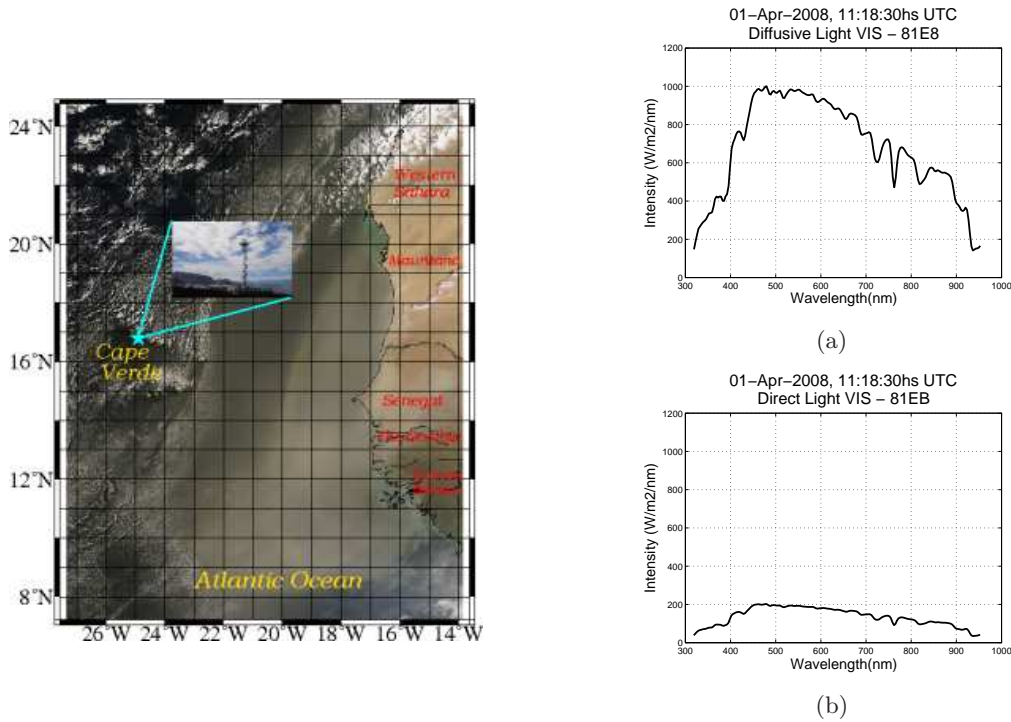 24°N
20°N
16°N
12°N
8°N
26°W 24°W 22°W 20°W 18°W 16°W 14°W
Western
Sahara
Cape
Verde
Senegal
Atlantic Ocean
01-Apr-2008, 11:18:30hs UTC
Diffusive Light VIS - 81E8
Intensity (W/m2/nm)
1200
1000
800
600
400
200
0
300 400 500 600 700 800 900 1000
Wavelength(nm)
(a)
01-Apr-2008, 11:18:30hs UTC
Direct Light VIS - 81EB
Intensity (W/m2/nm)
1200
1000
800
600
400
200
0
300 400 500 600 700 800 900 1000
Wavelength(nm)
(b)